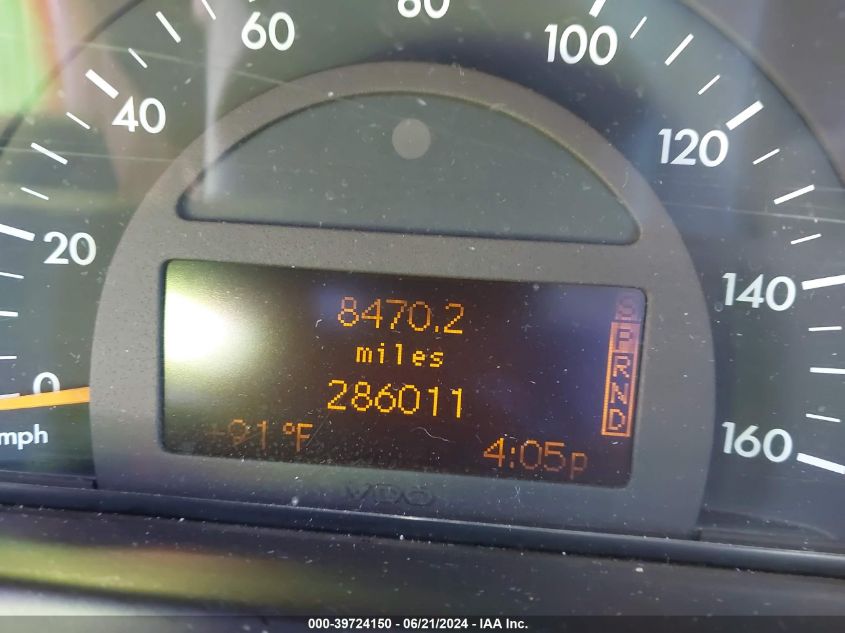 80
60
100
40
120
20
140
0
mph
160
8470.2
miles
286011
+91 °F
4:05p
S
P
R
N
D
VDO
000-39724150 - 06/21/2024 - IAA Inc.